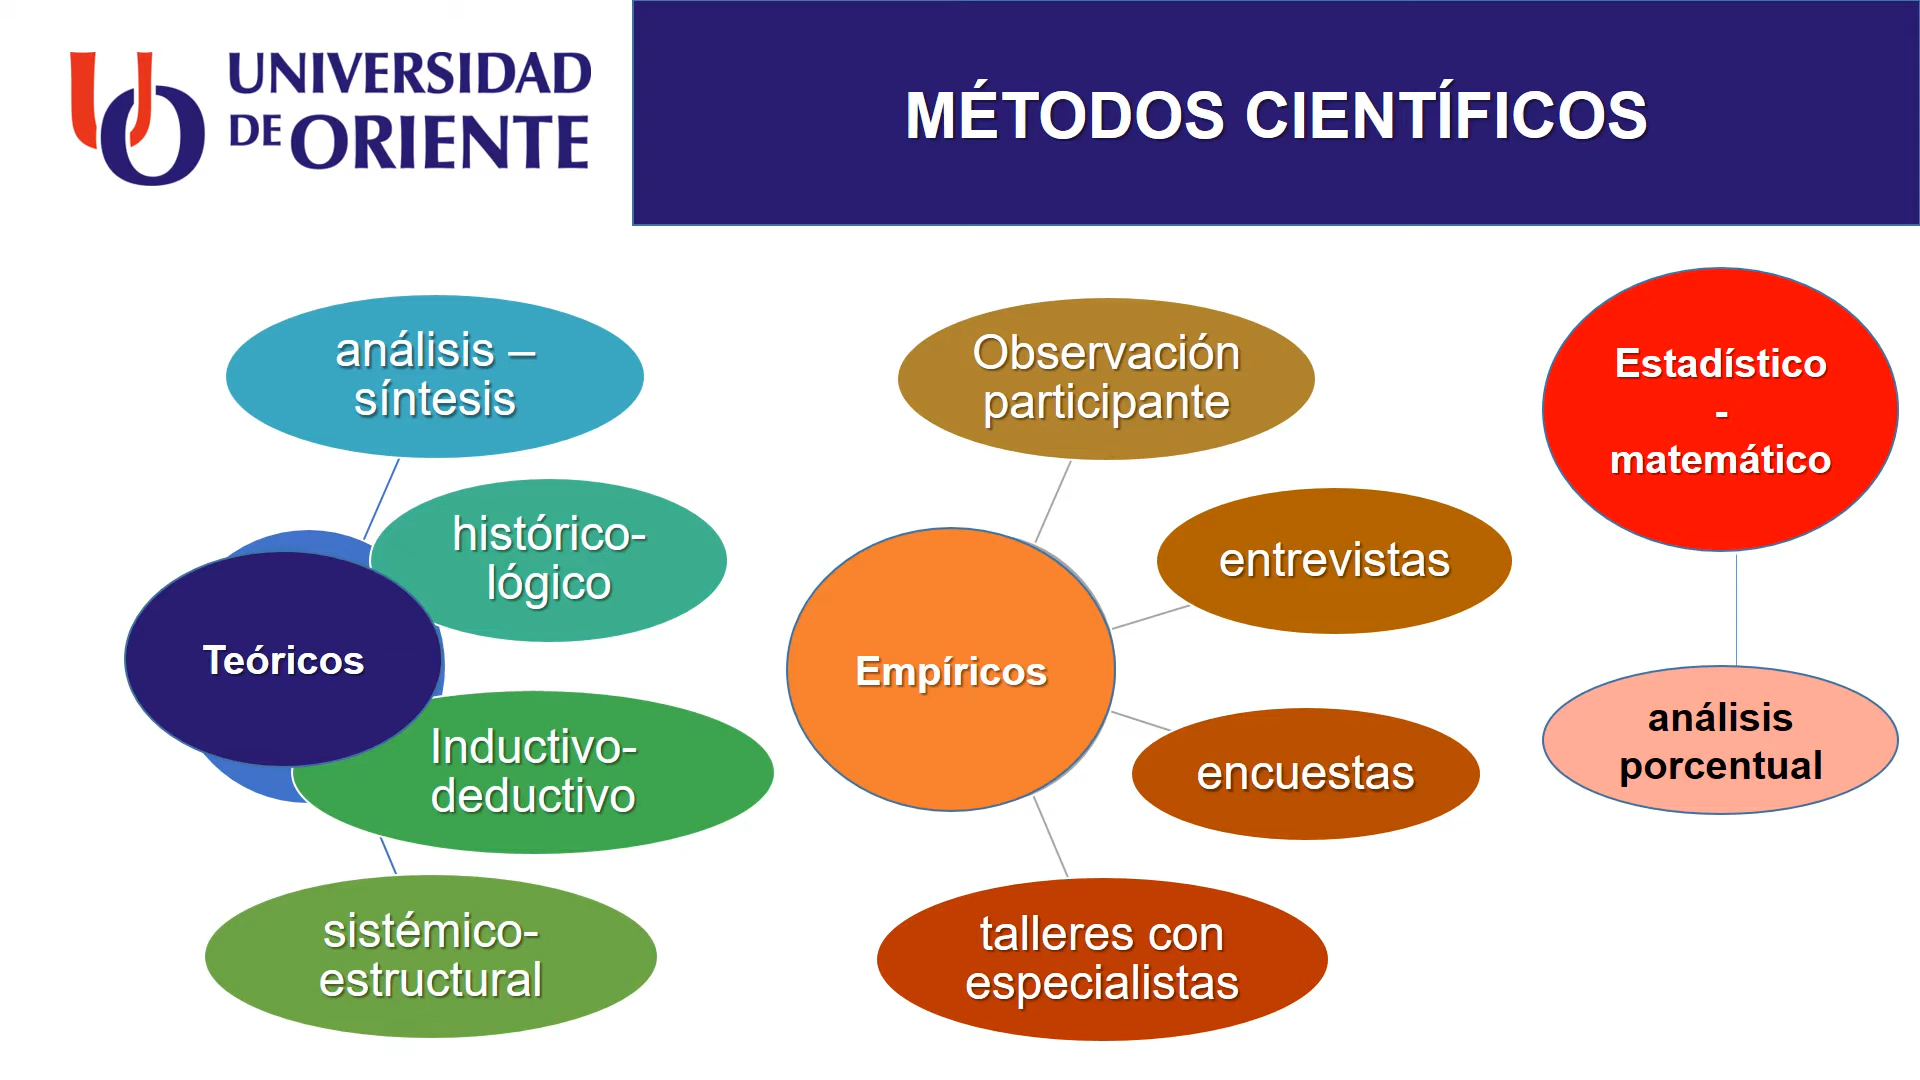 UNIVERSIDAD
DE ORIENTE
MÉTODOS CIENTÍFICOS
análisis –
síntesis
histórico-
lógico
Teóricos
Inductivo-
deductivo
sistémico-
estructural
Observación
participante
entrevistas
Empíricos
encuestas
talleres con
especialistas
Estadístico
-
matemático
análisis
porcentual